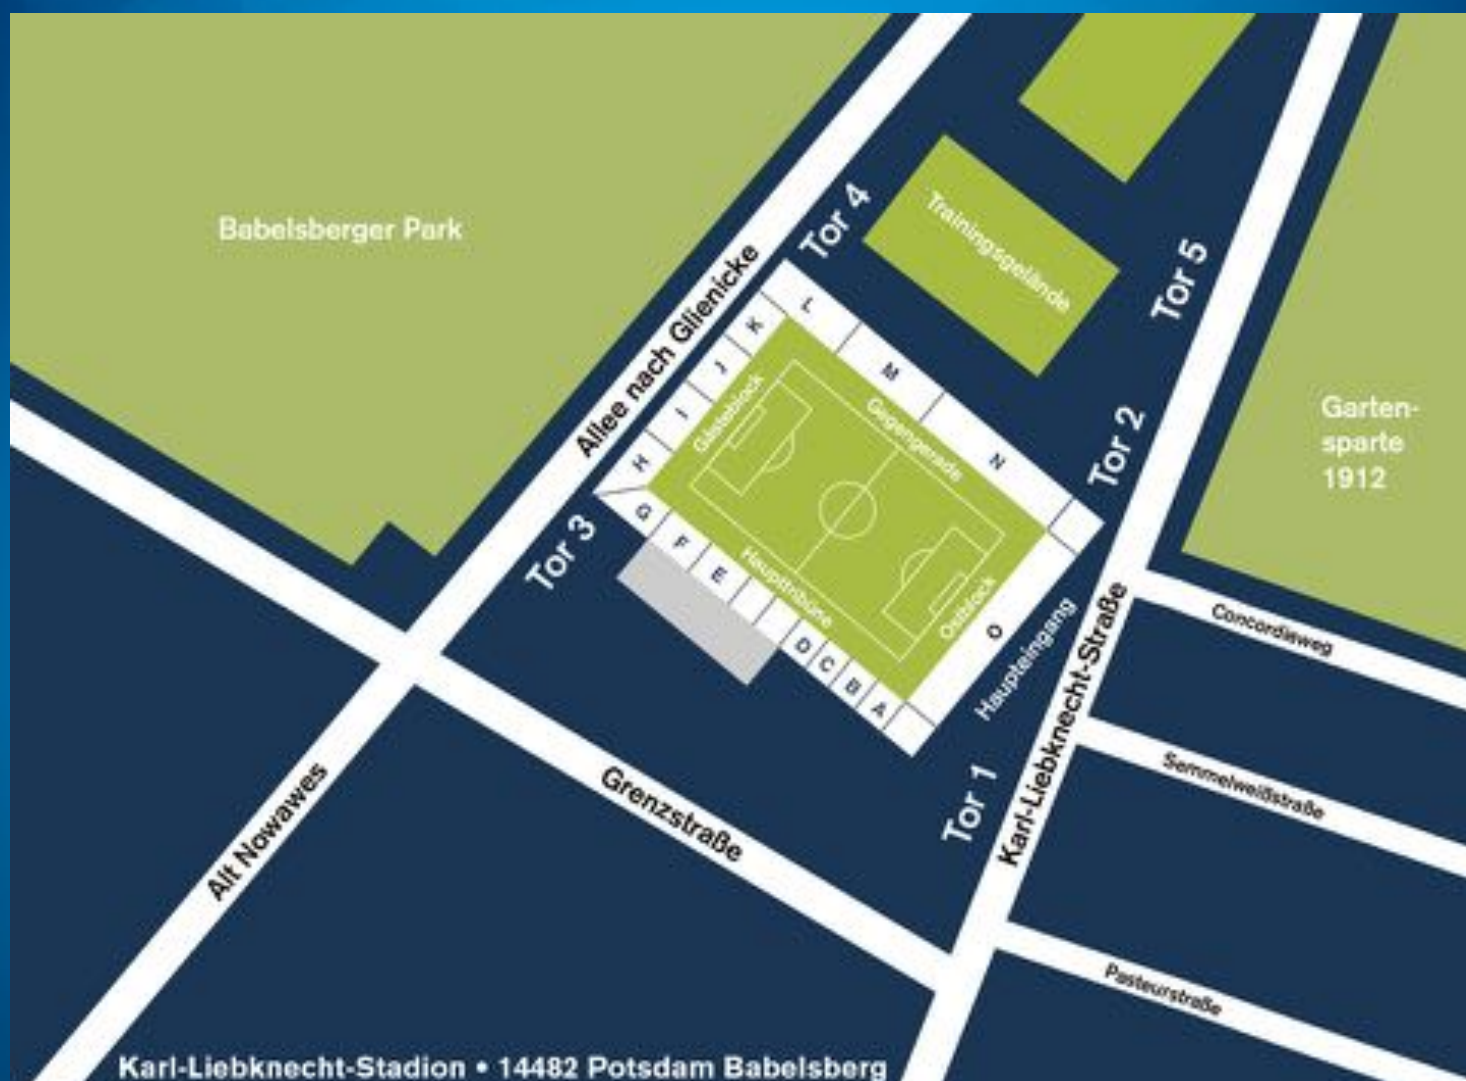 Babelsberger Park
Allee nach Glienicke
Tor 4
Trainingsgelände
Tor 5
Garten-
sparte
1912
L
K
M
J
Gästeblock
Gegengerade
I
N
Tor 2
H
G
Tor 3
F
E
Haupttribüne
Ostblock
O
Haupteingang
D
C
B
A
Tor 1
Karl-Liebknecht-Straße
Concordiaweg
Semmelweißstraße
Pasteurstraße
Grenzstraße
Alt Nowawes
Karl-Liebknecht-Stadion • 14482 Potsdam Babelsberg